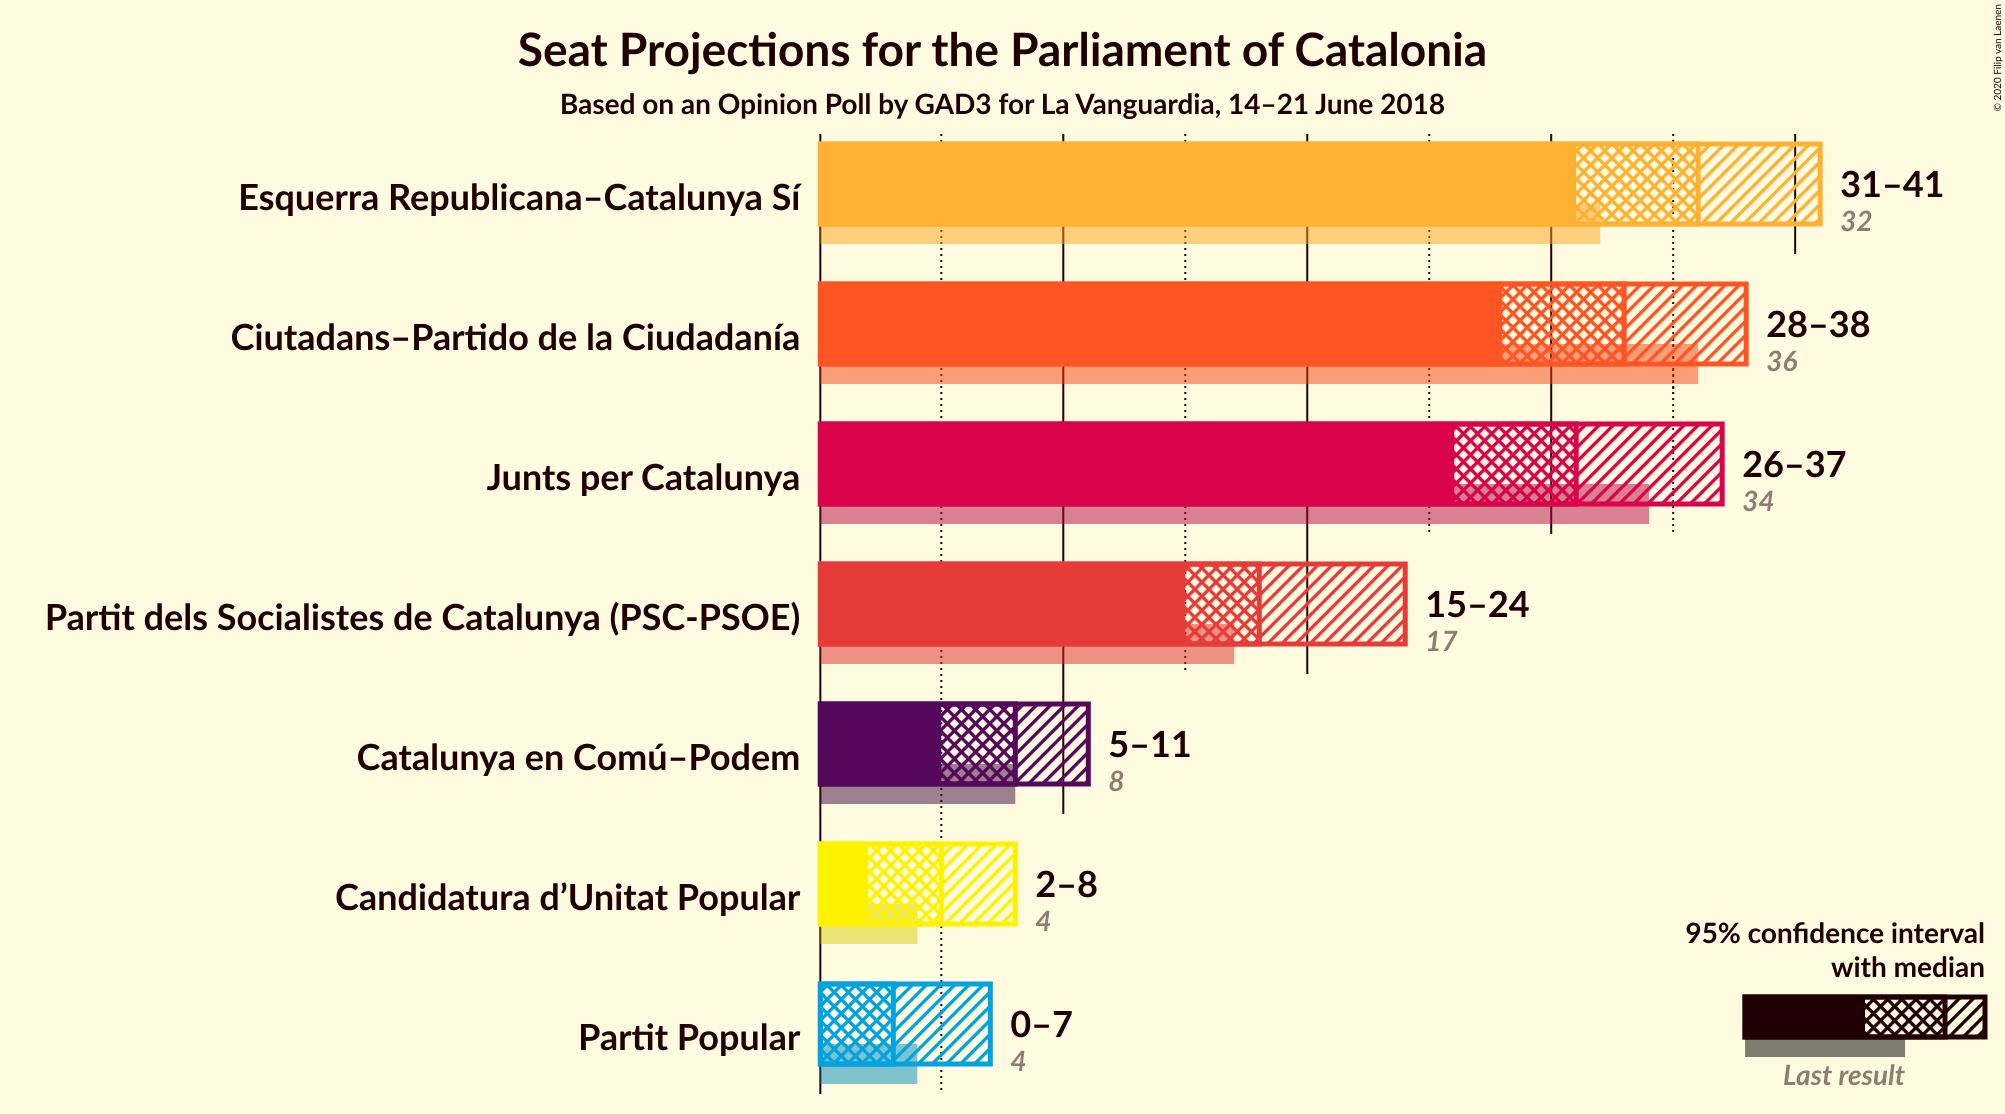 Seat Projections for the Parliament of Catalonia
Based on an Opinion Poll by GAD3 for La Vanguardia, 14–21 June 2018
© 2020 Filip van Laenen
Esquerra Republicana–Catalunya Sí
31–41
32
Ciutadans–Partido de la Ciudadanía
28–38
36
Junts per Catalunya
26–37
34
Partit dels Socialistes de Catalunya (PSC-PSOE)
15–24
17
Catalunya en Comú–Podem
5–11
8
Candidatura d’Unitat Popular
2–8
4
Partit Popular
0–7
4
95% confidence interval
with median
Last result